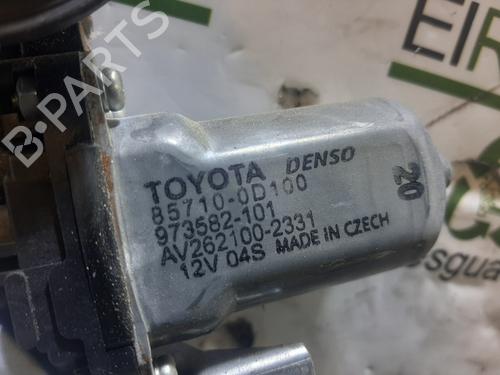 B-PARTS
EIR
TOYOTA DENSO
85710-0D100
973582-101
AV262100-2331
12V 04S MADE IN CZECH
20